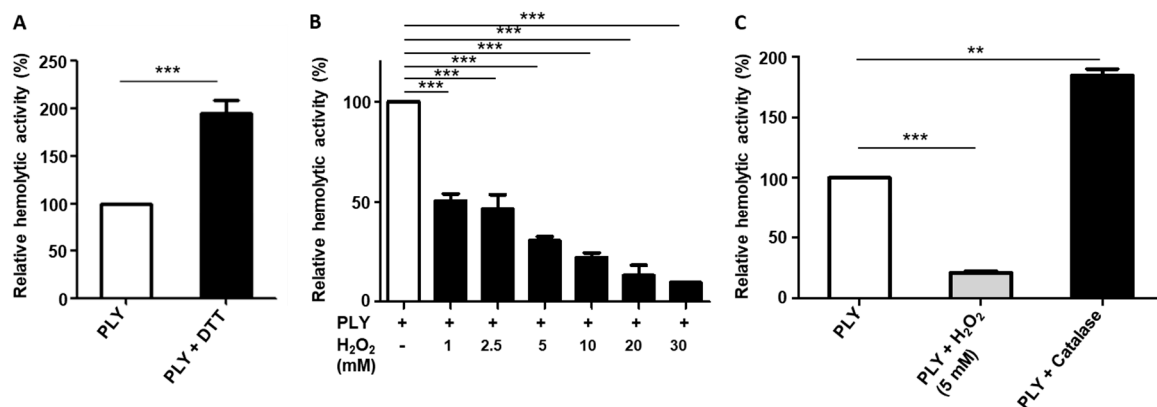 A
Relative hemolytic activity (%)
250
200
150
100
50
0
***
PLY
PLY + DTT
B
Relative hemolytic activity (%)
100
50
0
***
***
***
***
***
***
PLY + + + + + + +
H₂O₂ - 1 2.5 5 10 20 30
(mM)
C
Relative hemolytic activity (%)
200
150
100
50
0
**
***
PLY
PLY + H₂O₂
(5 mM)
PLY + Catalase